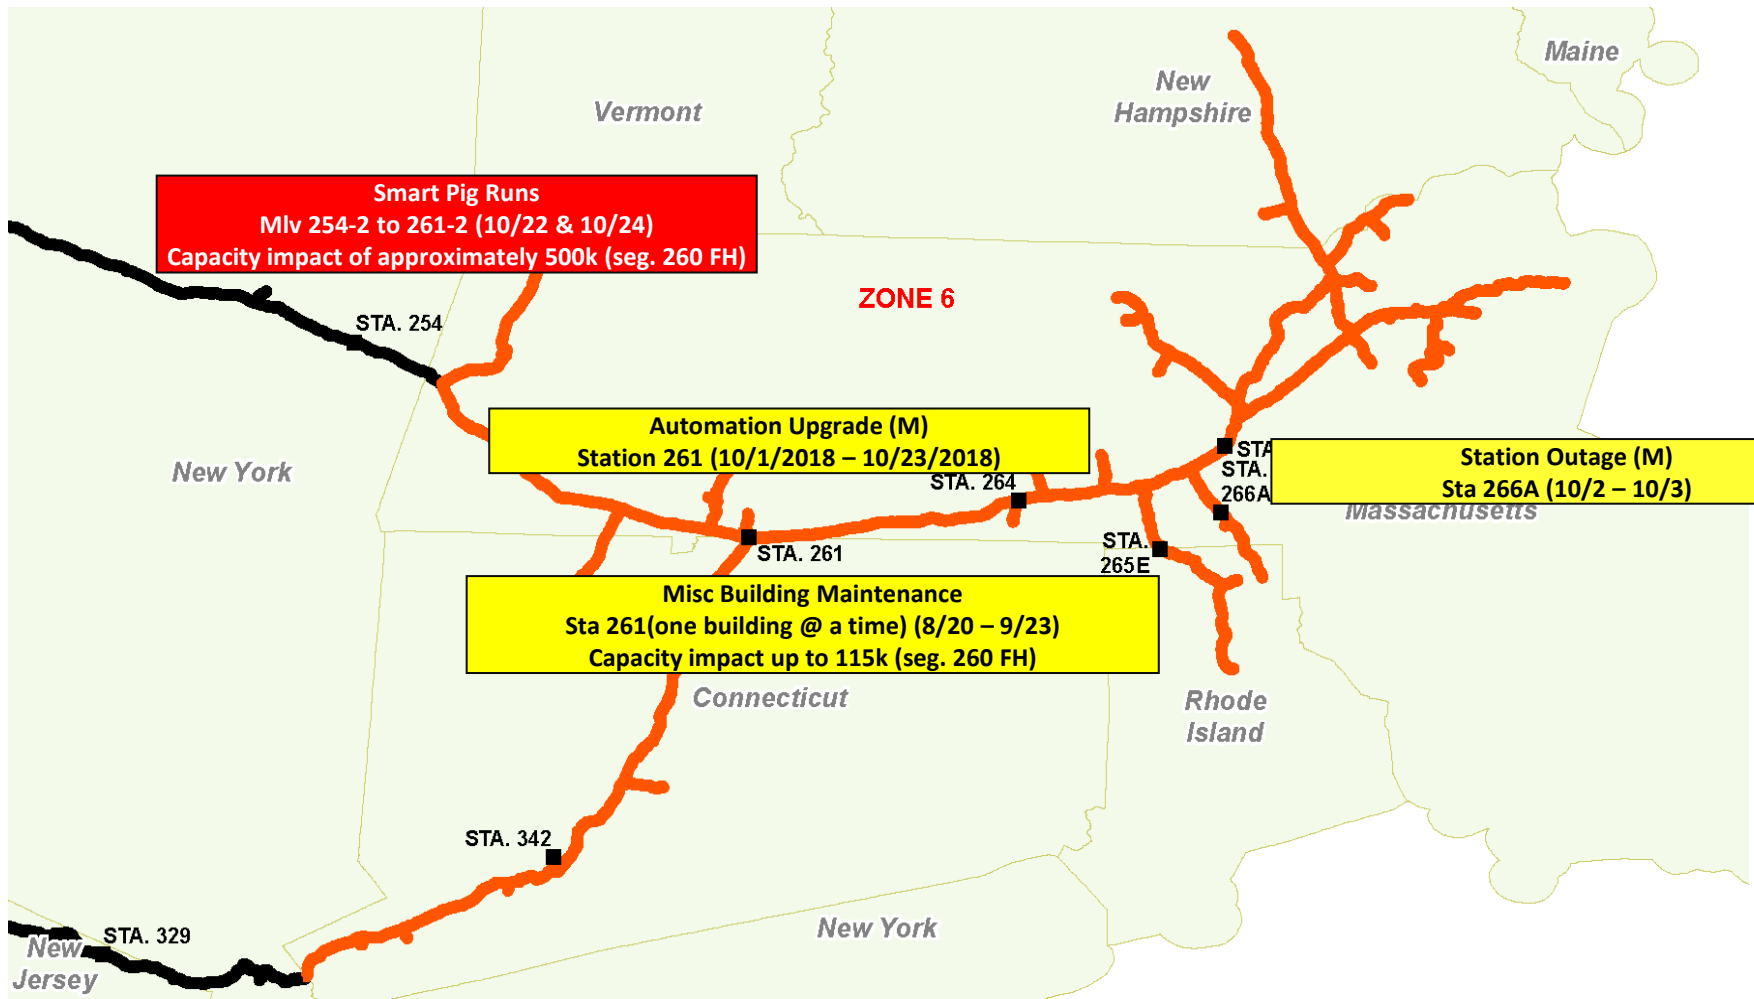 Maine
New
Hampshire
Vermont
Smart Pig Runs
Mlv 254-2 to 261-2 (10/22 & 10/24)
Capacity impact of approximately 500k (seg. 260 FH)
ZONE 6
STA. 254
Automation Upgrade (M)
Station 261 (10/1/2018 – 10/23/2018)
New York
STA. 264
STA
STA.
266A
Station Outage (M)
Sta 266A (10/2 – 10/3)
Massachusetts
STA. 261
STA.
265E
Misc Building Maintenance
Sta 261(one building @ a time) (8/20 – 9/23)
Capacity impact up to 115k (seg. 260 FH)
Connecticut
Rhode
Island
STA. 342
New York
STA. 329
New
Jersey